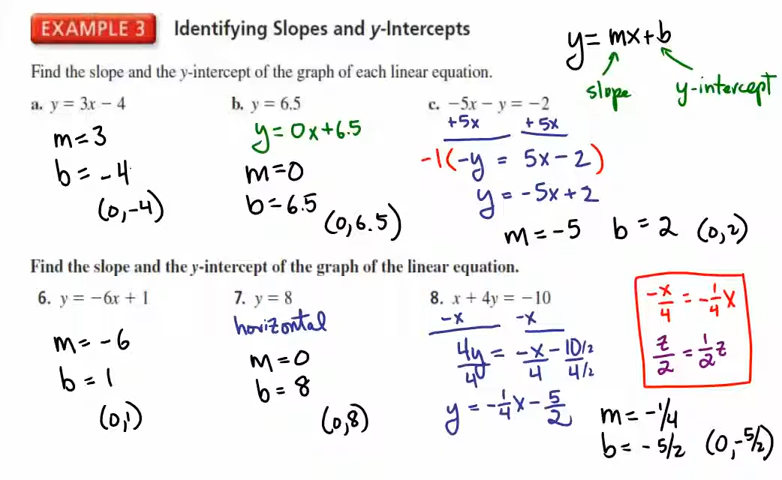 EXAMPLE 3 Identifying Slopes and y-Intercepts
y = mx + b
slope y-intercept
Find the slope and the y-intercept of the graph of each linear equation.
a. y = 3x − 4
m = 3
b = -4
(0,-4)
b. y = 6.5
y = 0x + 6.5
m = 0
b = 6.5
(0, 6.5)
c. −5x − y = −2
+5x +5x
-1(-y = 5x - 2)
y = -5x + 2
m = -5 b = 2 (0,2)
Find the slope and the y-intercept of the graph of the linear equation.
6. y = −6x + 1
m = -6
b = 1
(0,1)
7. y = 8
horizontal
m = 0
b = 8
(0,8)
8. x + 4y = −10
-x -x
4y/4 = -x/4 - 10/2/4/2
y = -1/4 x - 5/2
-x/4 = -1/4 x
z/2 = 1/2 z
m = -1/4
b = -5/2 (0,-5/2)